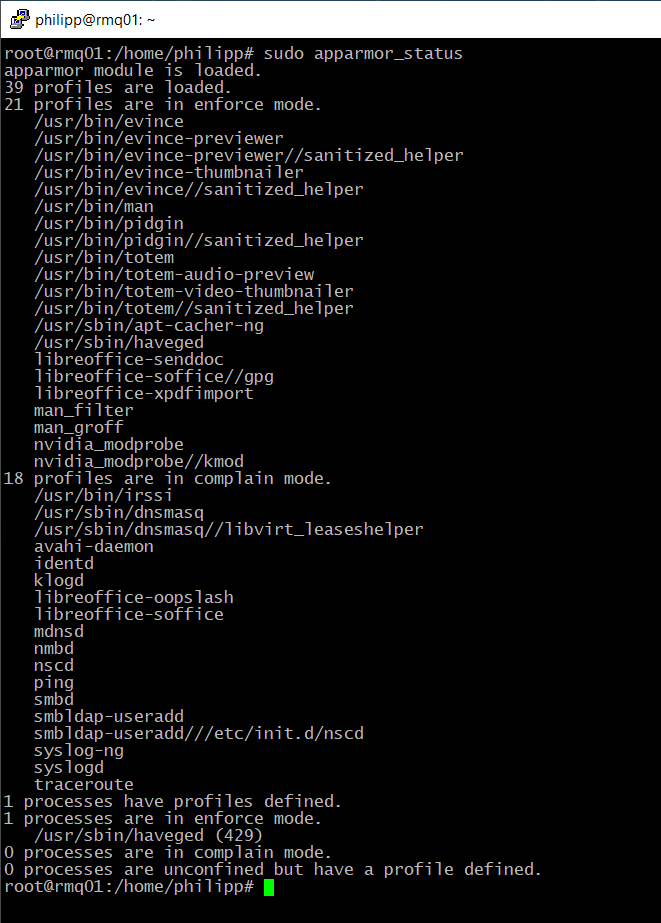 philipp@rmq01: ~
root@rmq01:/home/philipp# sudo apparmor_status
apparmor module is loaded.
39 profiles are loaded.
21 profiles are in enforce mode.
   /usr/bin/evince
   /usr/bin/evince-previewer
   /usr/bin/evince-previewer//sanitized_helper
   /usr/bin/evince-thumbnailer
   /usr/bin/evince//sanitized_helper
   /usr/bin/man
   /usr/bin/pidgin
   /usr/bin/pidgin//sanitized_helper
   /usr/bin/totem
   /usr/bin/totem-audio-preview
   /usr/bin/totem-video-thumbnailer
   /usr/bin/totem//sanitized_helper
   /usr/sbin/apt-cacher-ng
   /usr/sbin/haveged
   libreoffice-senddoc
   libreoffice-soffice//gpg
   libreoffice-xpdfimport
   man_filter
   man_groff
   nvidia_modprobe
   nvidia_modprobe//kmod
18 profiles are in complain mode.
   /usr/bin/irssi
   /usr/sbin/dnsmasq
   /usr/sbin/dnsmasq//libvirt_leaseshelper
   avahi-daemon
   identd
   klogd
   libreoffice-oopslash
   libreoffice-soffice
   mdnsd
   nmbd
   nscd
   ping
   smbd
   smbldap-useradd
   smbldap-useradd///etc/init.d/nscd
   syslog-ng
   syslogd
   traceroute
1 processes have profiles defined.
1 processes are in enforce mode.
   /usr/sbin/haveged (429)
0 processes are in complain mode.
0 processes are unconfined but have a profile defined.
root@rmq01:/home/philipp#